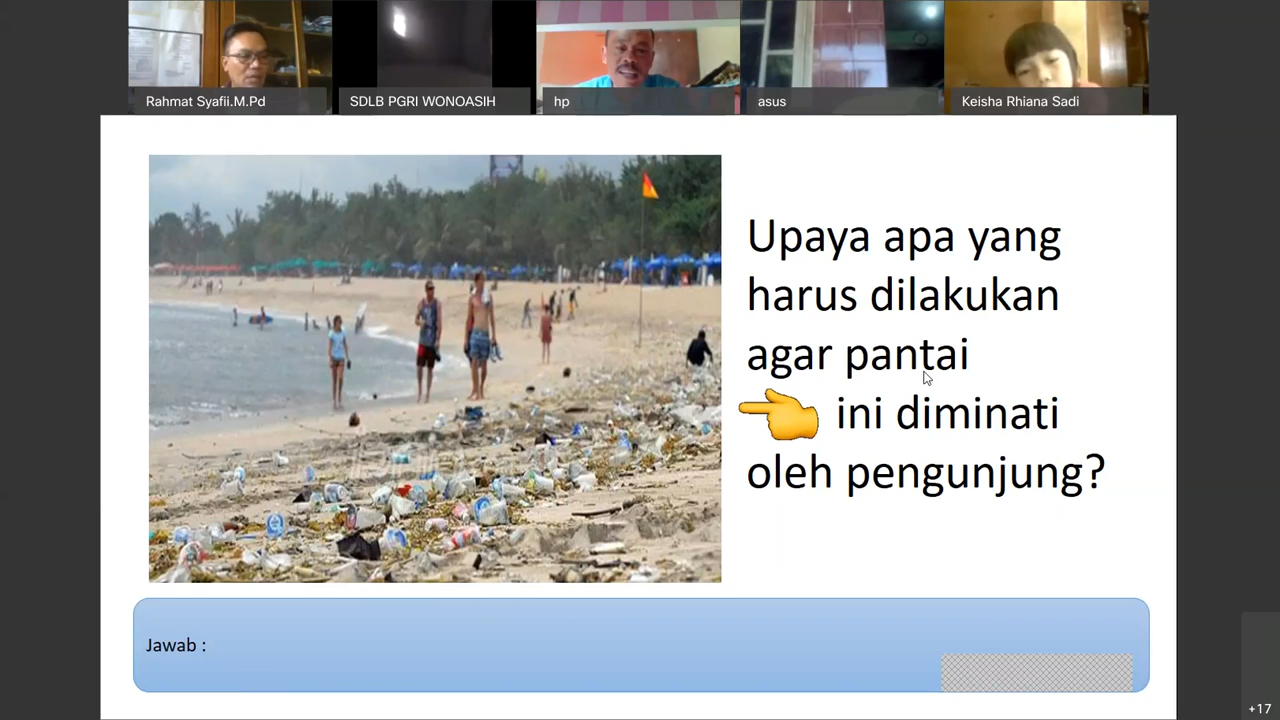 Rahmat Syafii.M.Pd
SDLB PGRI WONOASIH
hp
asus
Keisha Rhiana Sadi
Upaya apa yang
harus dilakukan
agar pantai
ini diminati
oleh pengunjung?
Jawab :
+17